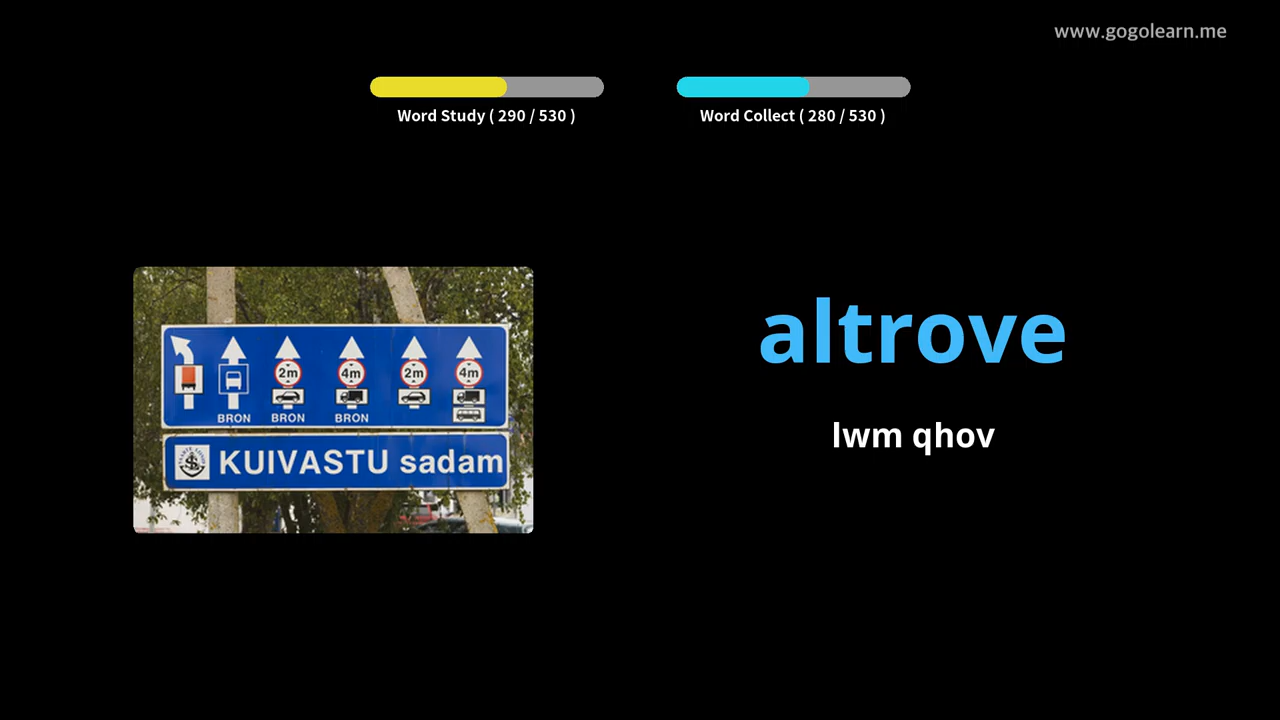 www.gogolearn.me
Word Study ( 290 / 530 )
Word Collect ( 280 / 530 )
2m
4m
2m
4m
BRON
BRON
BRON
KUIVASTU sadam
altrove
lwm qhov